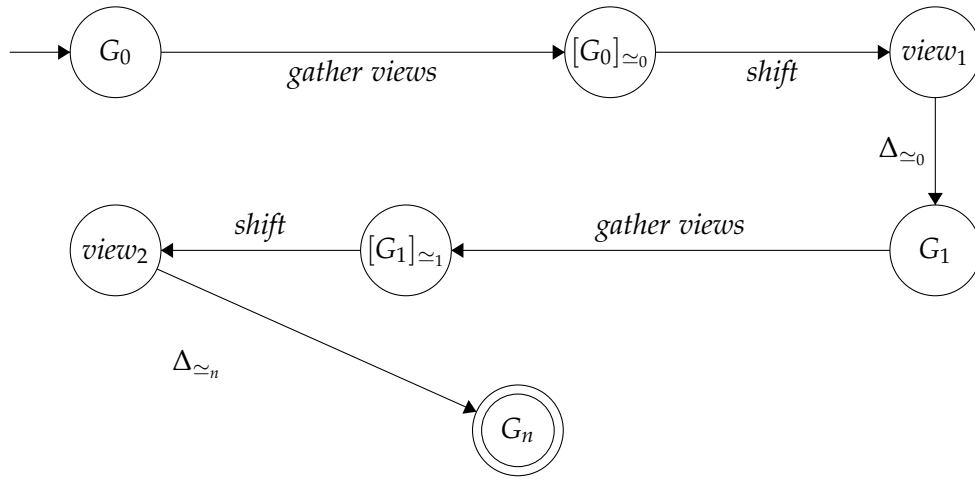 G₀ [G₀]≃₀ view₁
gather views shift
Δ≃₀
shift gather views
view₂ [G₁]≃₁ G₁
Δ≃ₙ
Gₙ